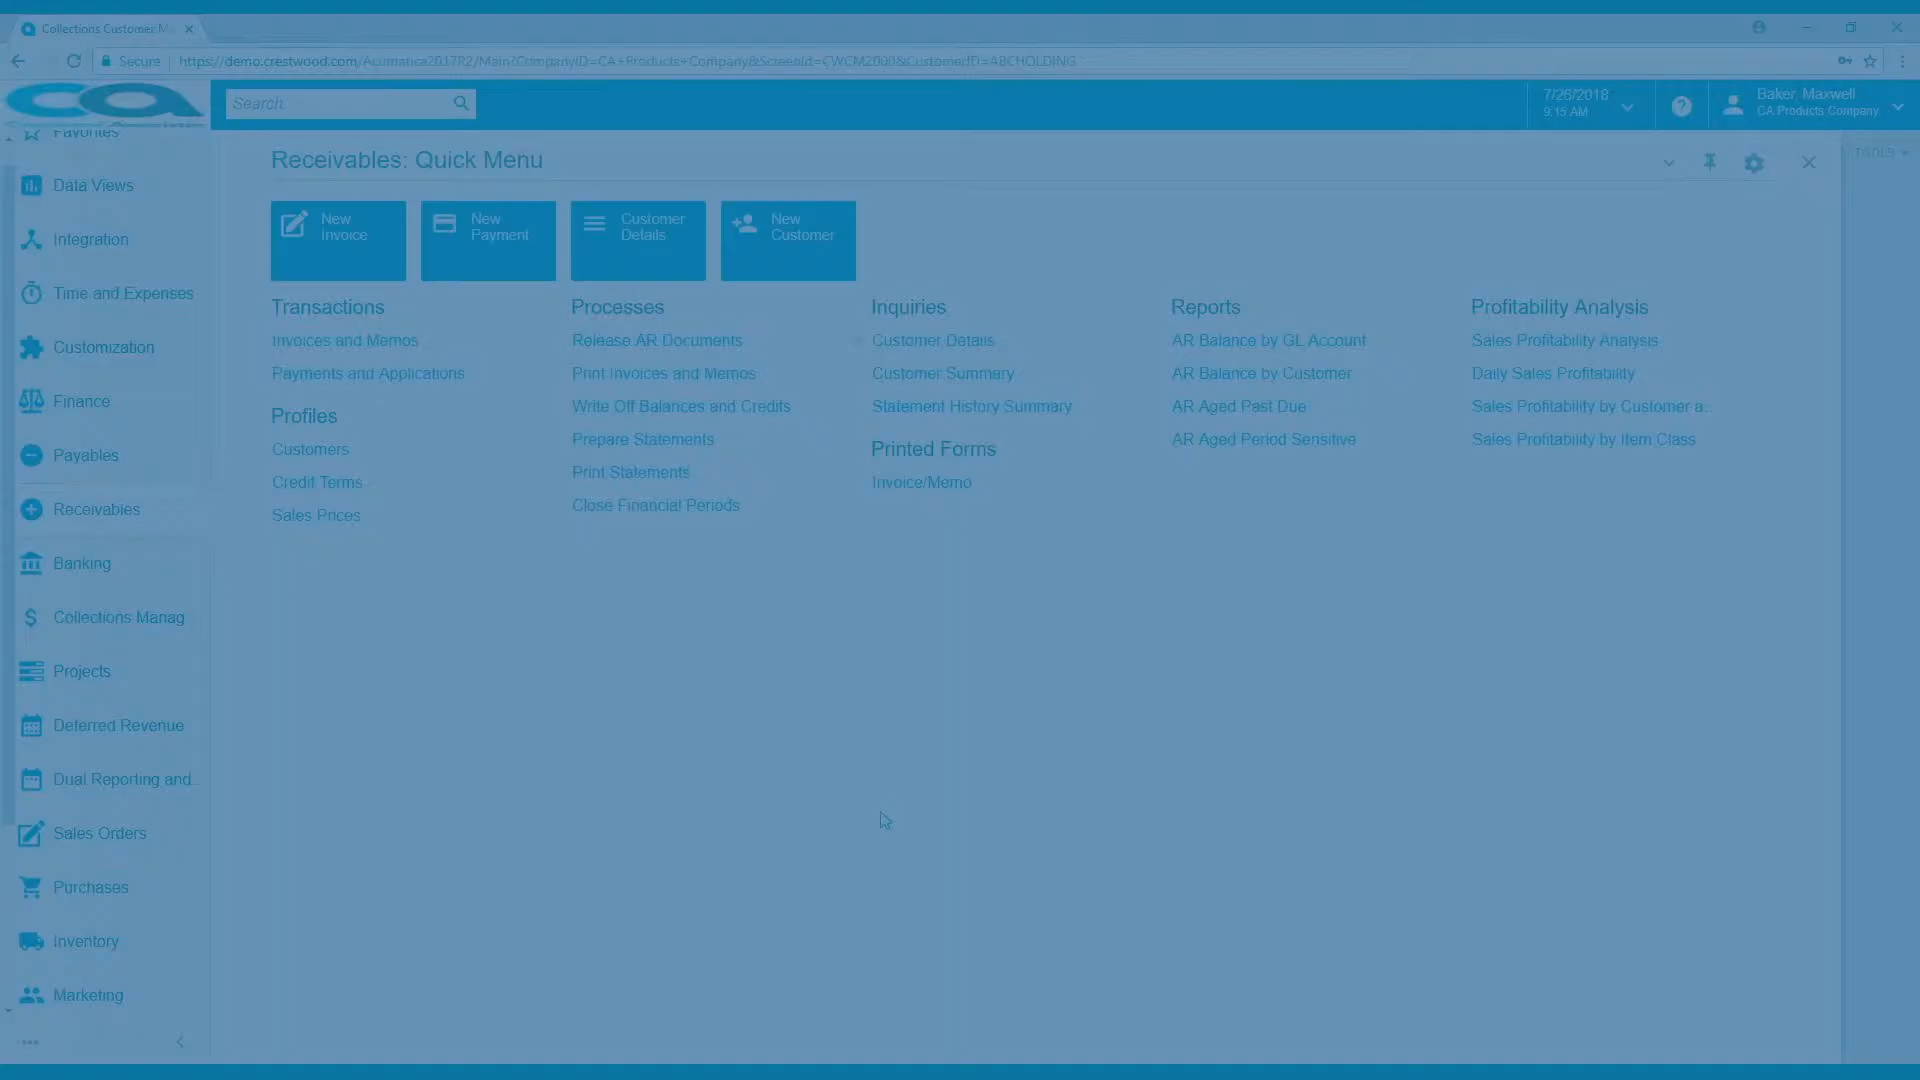 Collections Customer M
Secure
https://demo.crestwood.com/Acumatica2017R2/Main?CompanyID=CA+Products+Company&ScreenId=CWCM2000&CustomerID=ABCHOLDING
CA
Search
7/26/2018
9:15 AM
Baker, Maxwell
CA Products Company
Favorites
Data Views
Integration
Time and Expenses
Customization
Finance
Payables
Receivables
Banking
Collections Manag
Projects
Deferred Revenue
Dual Reporting and...
Sales Orders
Purchases
Inventory
Marketing
Receivables: Quick Menu
TOOLS
New
Invoice
New
Payment
Customer
Details
New
Customer
Transactions
Invoices and Memos
Payments and Applications
Profiles
Customers
Credit Terms
Sales Prices
Processes
Release AR Documents
Print Invoices and Memos
Write Off Balances and Credits
Prepare Statements
Print Statements
Close Financial Periods
Inquiries
Customer Details
Customer Summary
Statement History Summary
Printed Forms
Invoice/Memo
Reports
AR Balance by GL Account
AR Balance by Customer
AR Aged Past Due
AR Aged Period Sensitive
Profitability Analysis
Sales Profitability Analysis
Daily Sales Profitability
Sales Profitability by Customer a...
Sales Profitability by Item Class